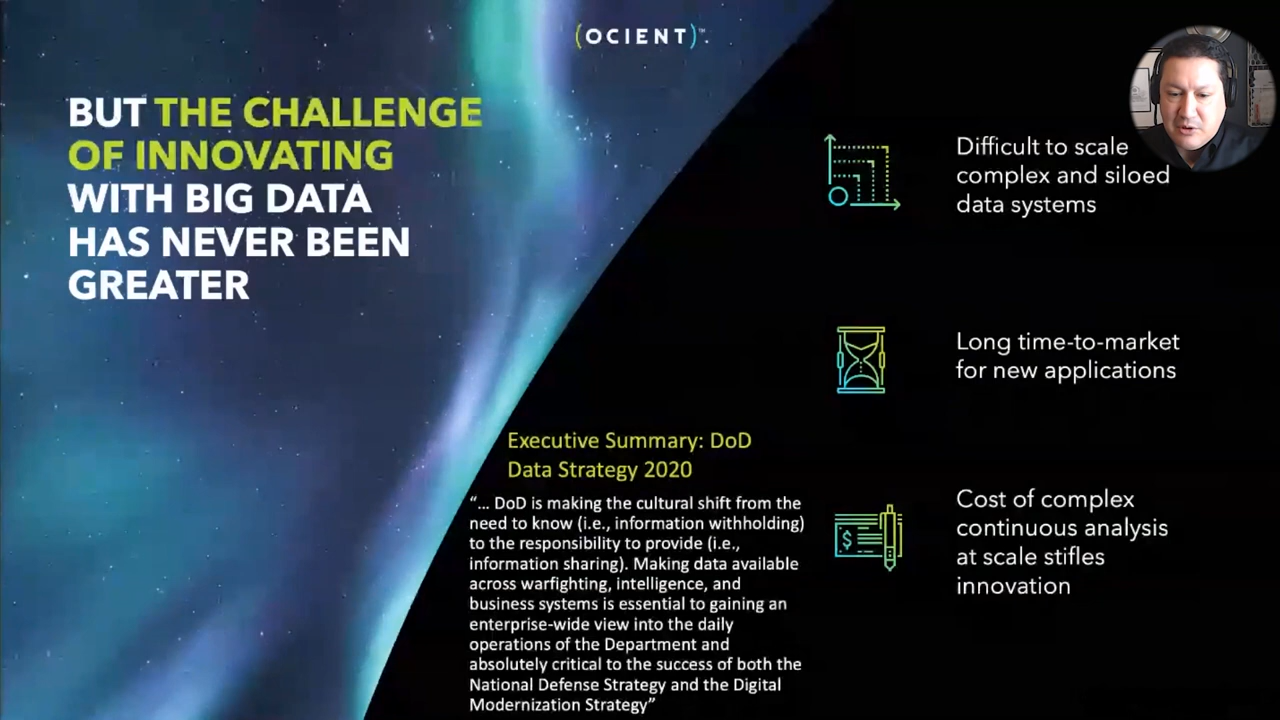 (OCIENT)™
BUT THE CHALLENGE
OF INNOVATING
WITH BIG DATA
HAS NEVER BEEN
GREATER
Difficult to scale
complex and siloed
data systems
Long time-to-market
for new applications
Cost of complex
continuous analysis
at scale stifles
innovation
Executive Summary: DoD
Data Strategy 2020
“... DoD is making the cultural shift from the
need to know (i.e., information withholding)
to the responsibility to provide (i.e.,
information sharing). Making data available
across warfighting, intelligence, and
business systems is essential to gaining an
enterprise-wide view into the daily
operations of the Department and
absolutely critical to the success of both the
National Defense Strategy and the Digital
Modernization Strategy”